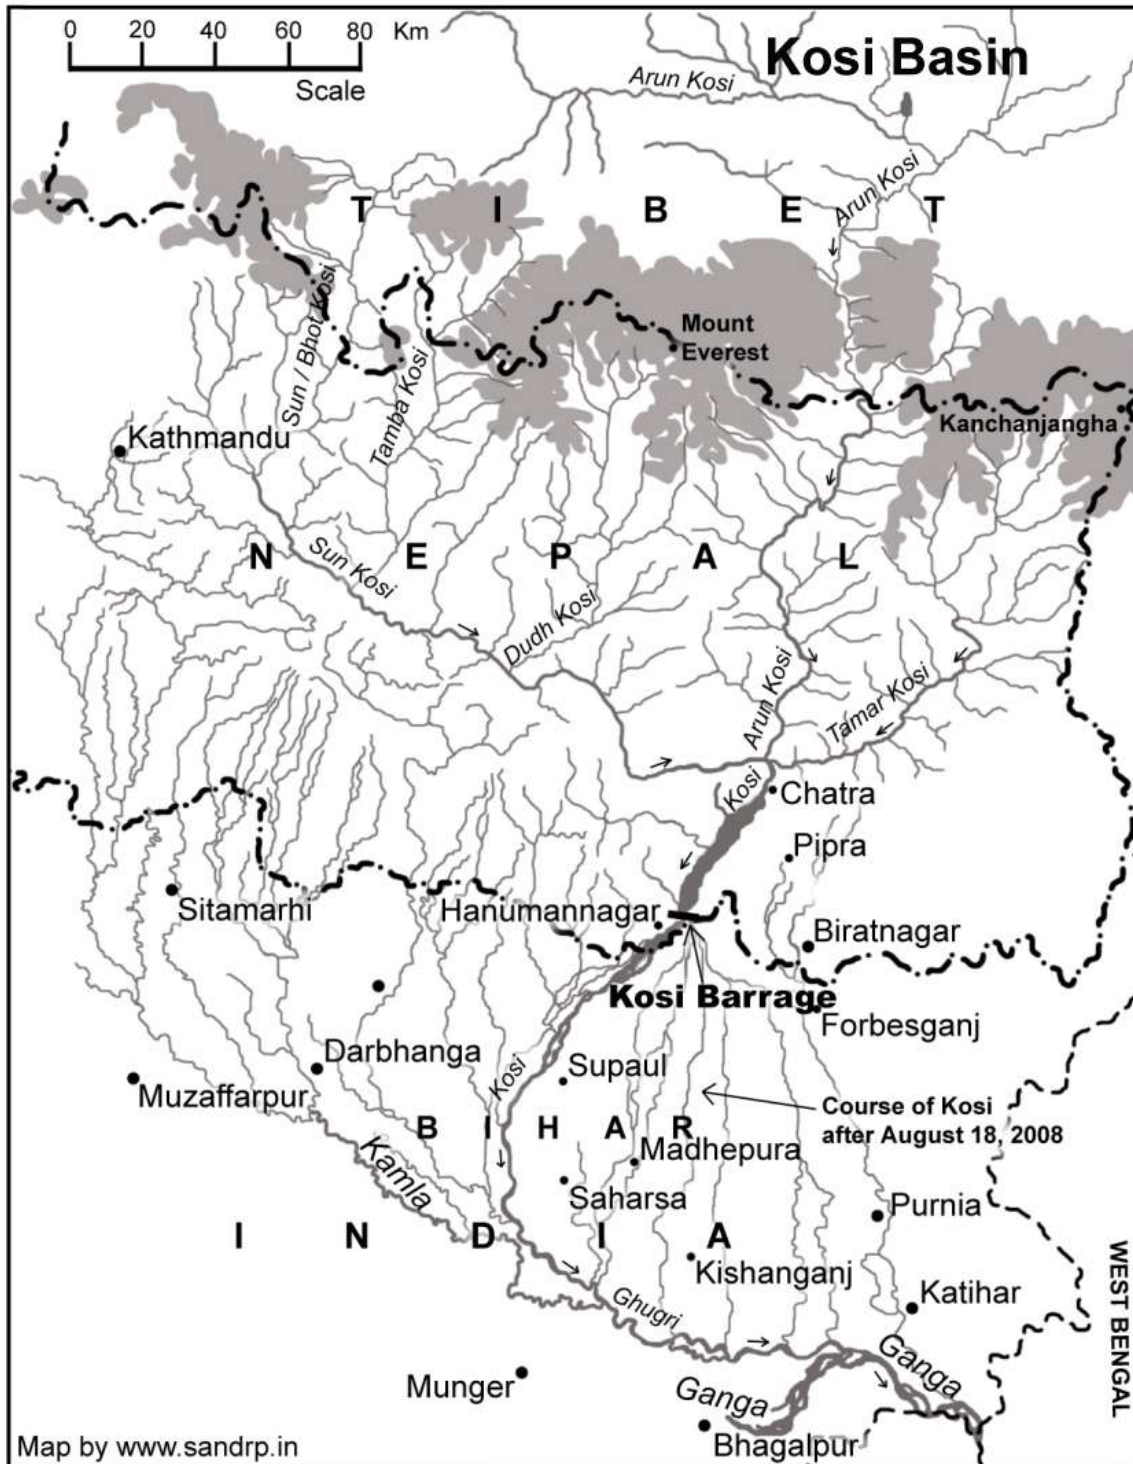 0 20 40 60 80 Km
Scale
Kosi Basin
Arun Kosi
Arun Kosi
T I B E T
Sun / Bhot Kosi
Tamba Kosi
Mount
Everest
Kanchanjangha
Kathmandu
N E P A L
Sun Kosi
Dudh Kosi
Arun Kosi
Tamar Kosi
Kosi
Chatra
Pipra
Sitamarhi
Hanumannagar
Biratnagar
Kosi Barrage
Forbesganj
Darbhanga
Supaul
Muzaffarpur
Kosi
Course of Kosi
after August 18, 2008
B I H A R
Madhepura
Kamla
Saharsa
Purnia
I N D I A
Kishanganj
Katihar
Ghugri
WEST BENGAL
Munger
Ganga
Ganga
Bhagalpur
Map by www.sandrp.in